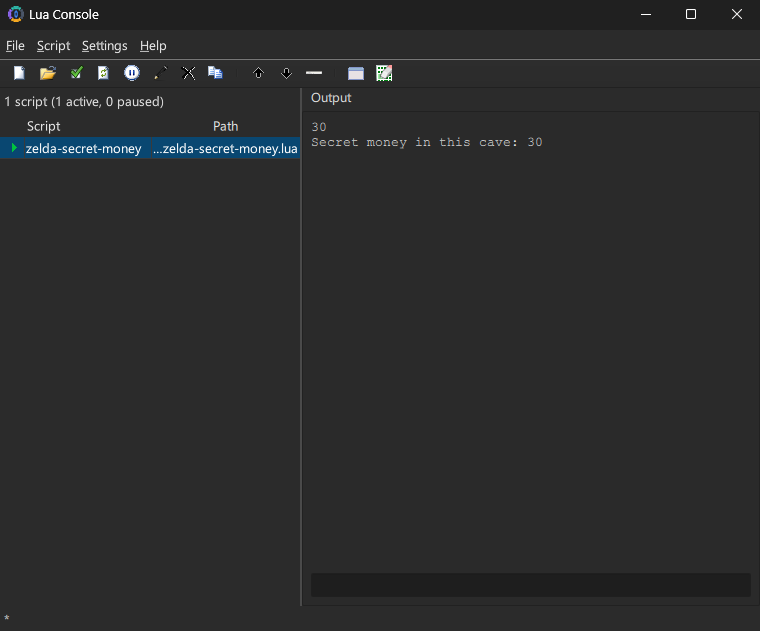 Lua Console
File Script Settings Help
1 script (1 active, 0 paused)
Script Path
zelda-secret-money ...zelda-secret-money.lua
Output
30
Secret money in this cave: 30
*